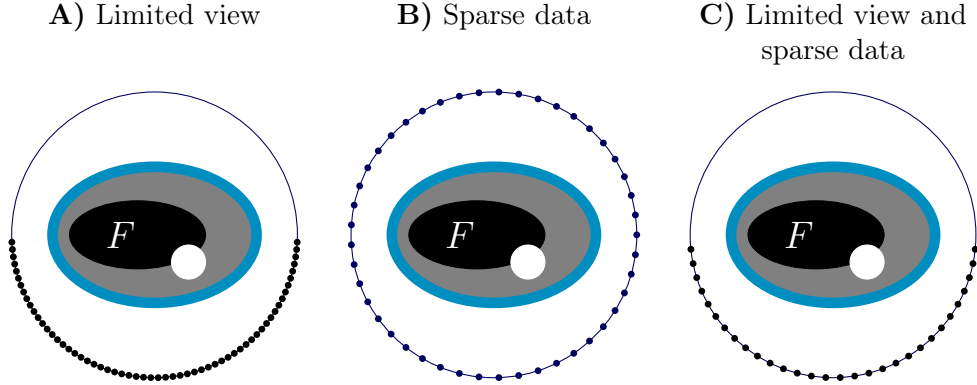 A) Limited view
B) Sparse data
C) Limited view and
sparse data
F
F
F